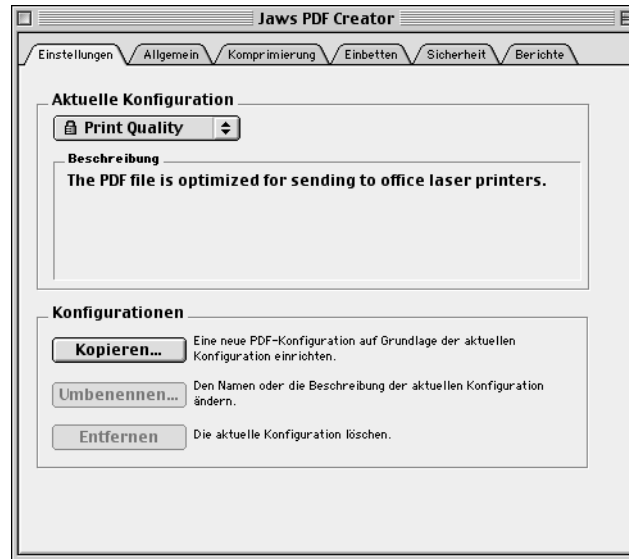 Jaws PDF Creator
Einstellungen Allgemein Komprimierung Einbetten Sicherheit Berichte
Aktuelle Konfiguration
Print Quality
Beschreibung
The PDF file is optimized for sending to office laser printers.
Konfigurationen
Kopieren...
Eine neue PDF-Konfiguration auf Grundlage der aktuellen
Konfiguration einrichten.
Umbenennen...
Den Namen oder die Beschreibung der aktuellen Konfiguration
ändern.
Entfernen
Die aktuelle Konfiguration löschen.